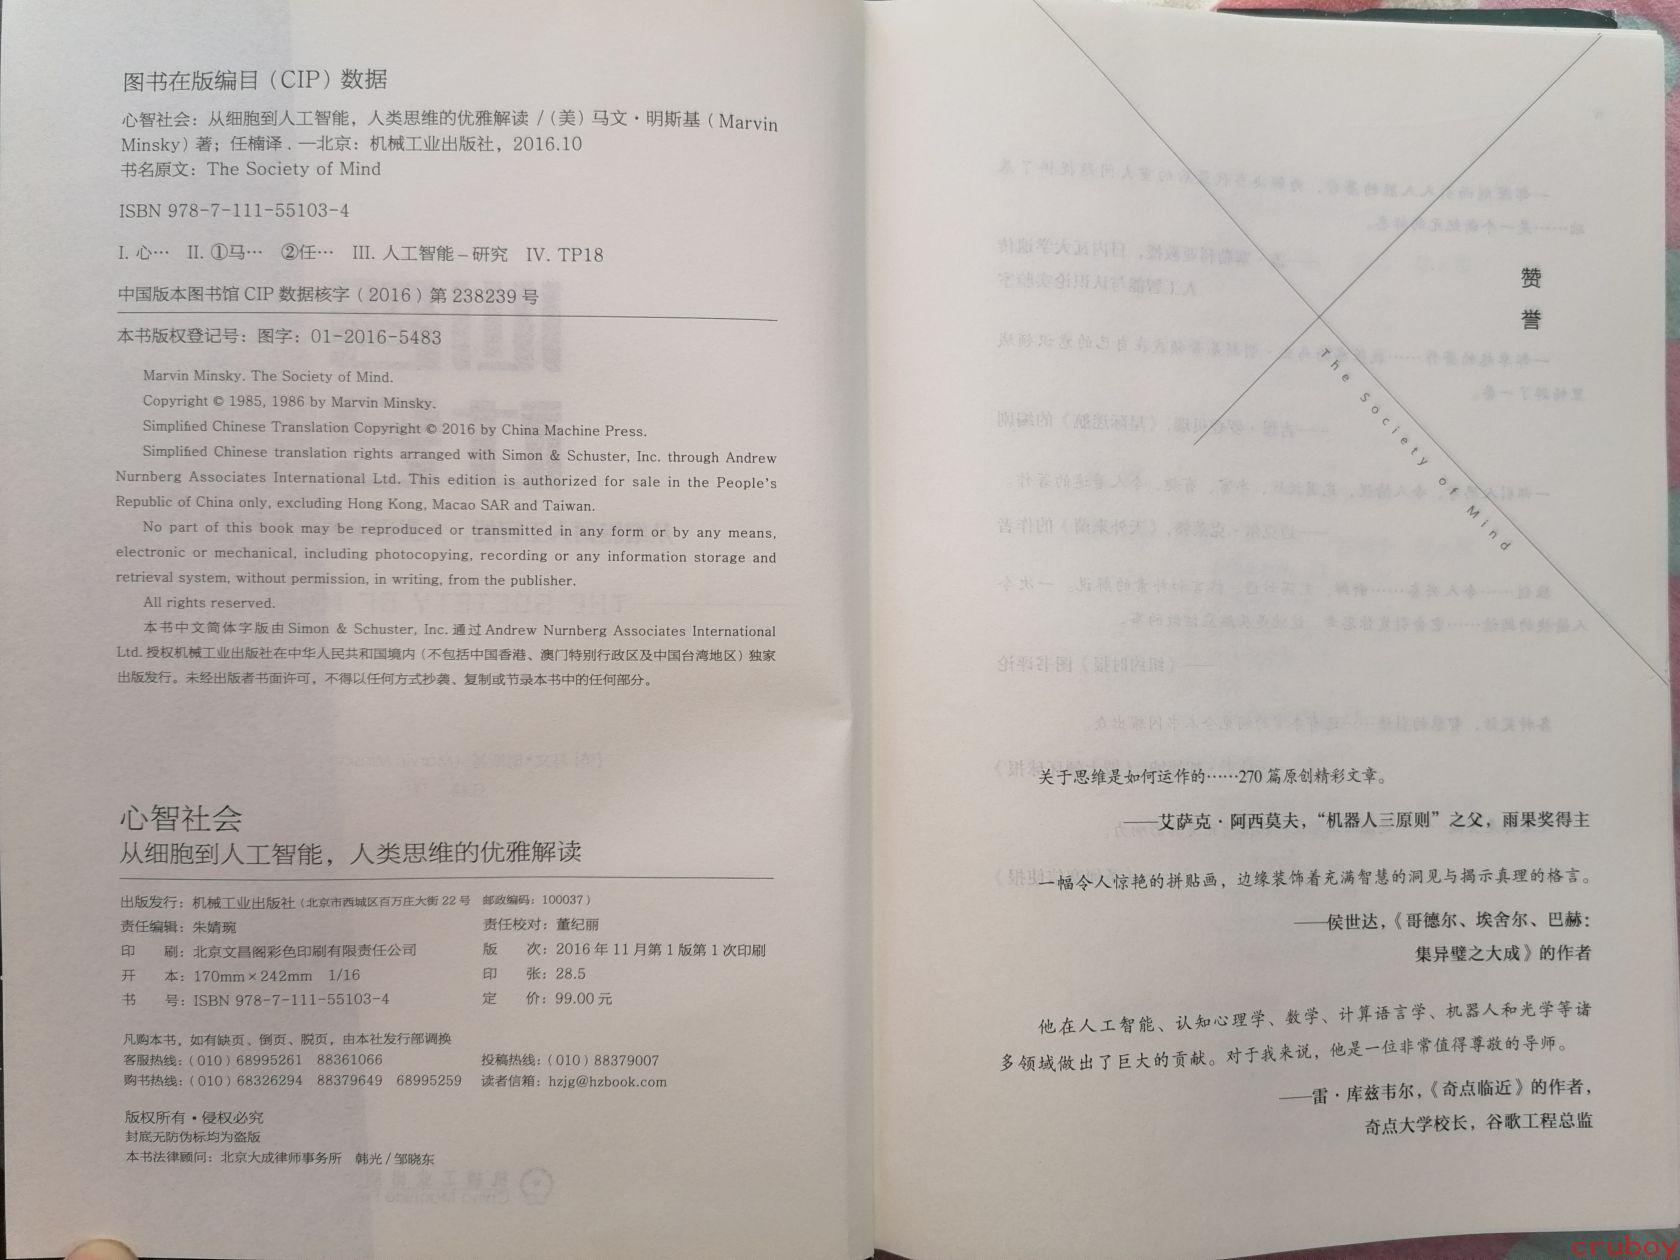 图书在版编目（CIP）数据
心智社会：从细胞到人工智能，人类思维的优雅解读 /（美）马文·明斯基（Marvin
Minsky）著；任楠译. —北京：机械工业出版社，2016.10
书名原文：The Society of Mind
ISBN 978-7-111-55103-4
I. 心… II. ①马… ②任… III. 人工智能–研究 IV. TP18
中国版本图书馆 CIP 数据核字（2016）第 238239 号
本书版权登记号：图字：01-2016-5483
Marvin Minsky. The Society of Mind.
Copyright © 1985, 1986 by Marvin Minsky.
Simplified Chinese Translation Copyright © 2016 by China Machine Press.
Simplified Chinese translation rights arranged with Simon & Schuster, Inc. through Andrew
Nurnberg Associates International Ltd. This edition is authorized for sale in the People's
Republic of China only, excluding Hong Kong, Macao SAR and Taiwan.
No part of this book may be reproduced or transmitted in any form or by any means,
electronic or mechanical, including photocopying, recording or any information storage and
retrieval system, without permission, in writing, from the publisher.
All rights reserved.
本书中文简体字版由 Simon & Schuster, Inc. 通过 Andrew Nurnberg Associates International
Ltd. 授权机械工业出版社在中华人民共和国境内（不包括中国香港、澳门特别行政区及中国台湾地区）独家
出版发行。未经出版者书面许可，不得以任何方式抄袭、复制或节录本书中的任何部分。
心智社会
从细胞到人工智能，人类思维的优雅解读
出版发行：机械工业出版社（北京市西城区百万庄大街 22 号 邮政编码：100037）
责任编辑：朱婧琬 责任校对：董纪丽
印 刷：北京文昌阁彩色印刷有限责任公司 版 次：2016 年 11 月第 1 版第 1 次印刷
开 本：170mm×242mm 1/16 印 张：28.5
书 号：ISBN 978-7-111-55103-4 定 价：99.00 元
凡购本书，如有缺页、倒页、脱页，由本社发行部调换
客服热线：（010）68995261 88361066 投稿热线：（010）88379007
购书热线：（010）68326294 88379649 68995259 读者信箱：hzjg@hzbook.com
版权所有·侵权必究
封底无防伪标均为盗版
本书法律顾问：北京大成律师事务所 韩光/邹晓东
赞誉
The Society of Mind
关于思维是如何运作的……270 篇原创精彩文章。
——艾萨克·阿西莫夫，“机器人三原则”之父，雨果奖得主
一幅令人惊艳的拼贴画，边缘装饰着充满智慧的洞见与揭示真理的格言。
——侯世达，《哥德尔、埃舍尔、巴赫：
集异璧之大成》的作者
他在人工智能、认知心理学、数学、计算语言学、机器人和光学等诸
多领域做出了巨大的贡献。对于我来说，他是一位非常值得尊敬的导师。
——雷·库兹韦尔，《奇点临近》的作者，
奇点大学校长，谷歌工程总监
cruboy